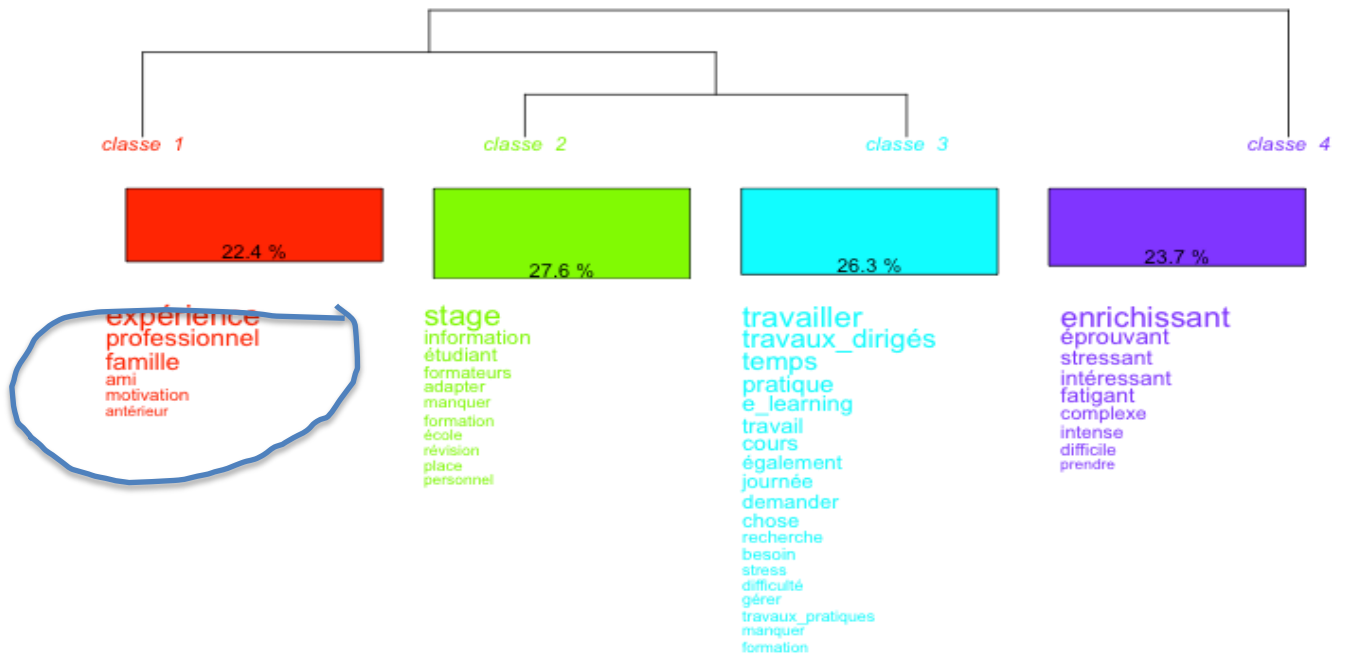 classe 1
classe 2
classe 3
classe 4
22.4 %
27.6 %
26.3 %
23.7 %
expérience
professionnel
famille
ami
motivation
antérieur
stage
information
étudiant
formateurs
adapter
manquer
formation
école
révision
place
personnel
travailler
travaux_dirigés
temps
pratique
e_learning
travail
cours
également
journée
demander
chose
recherche
besoin
stress
difficulté
gérer
travaux_pratiques
manquer
formation
enrichissant
éprouvant
stressant
intéressant
fatigant
complexe
intense
difficile
prendre